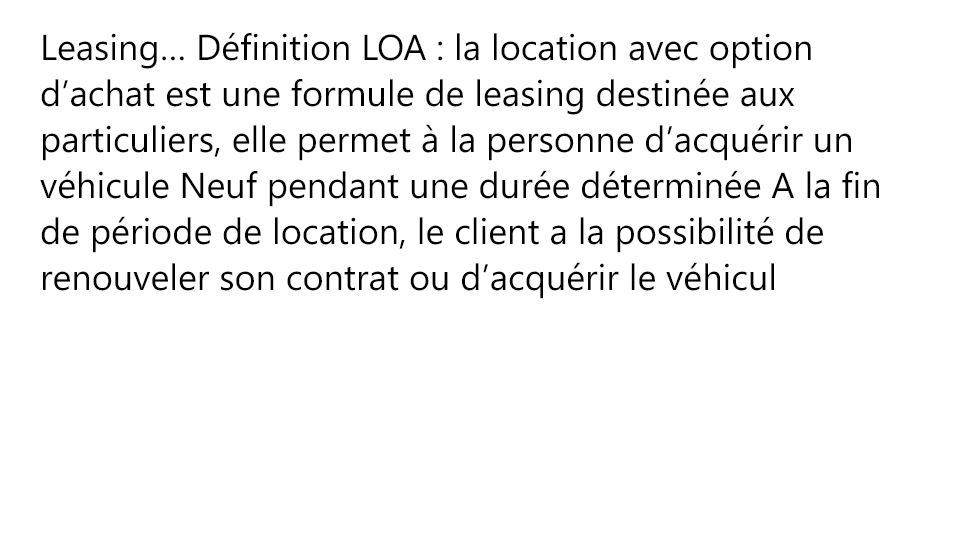 Leasing… Définition LOA : la location avec option
d’achat est une formule de leasing destinée aux
particuliers, elle permet à la personne d’acquérir un
véhicule Neuf pendant une durée déterminée A la fin
de période de location, le client a la possibilité de
renouveler son contrat ou d’acquérir le véhicul